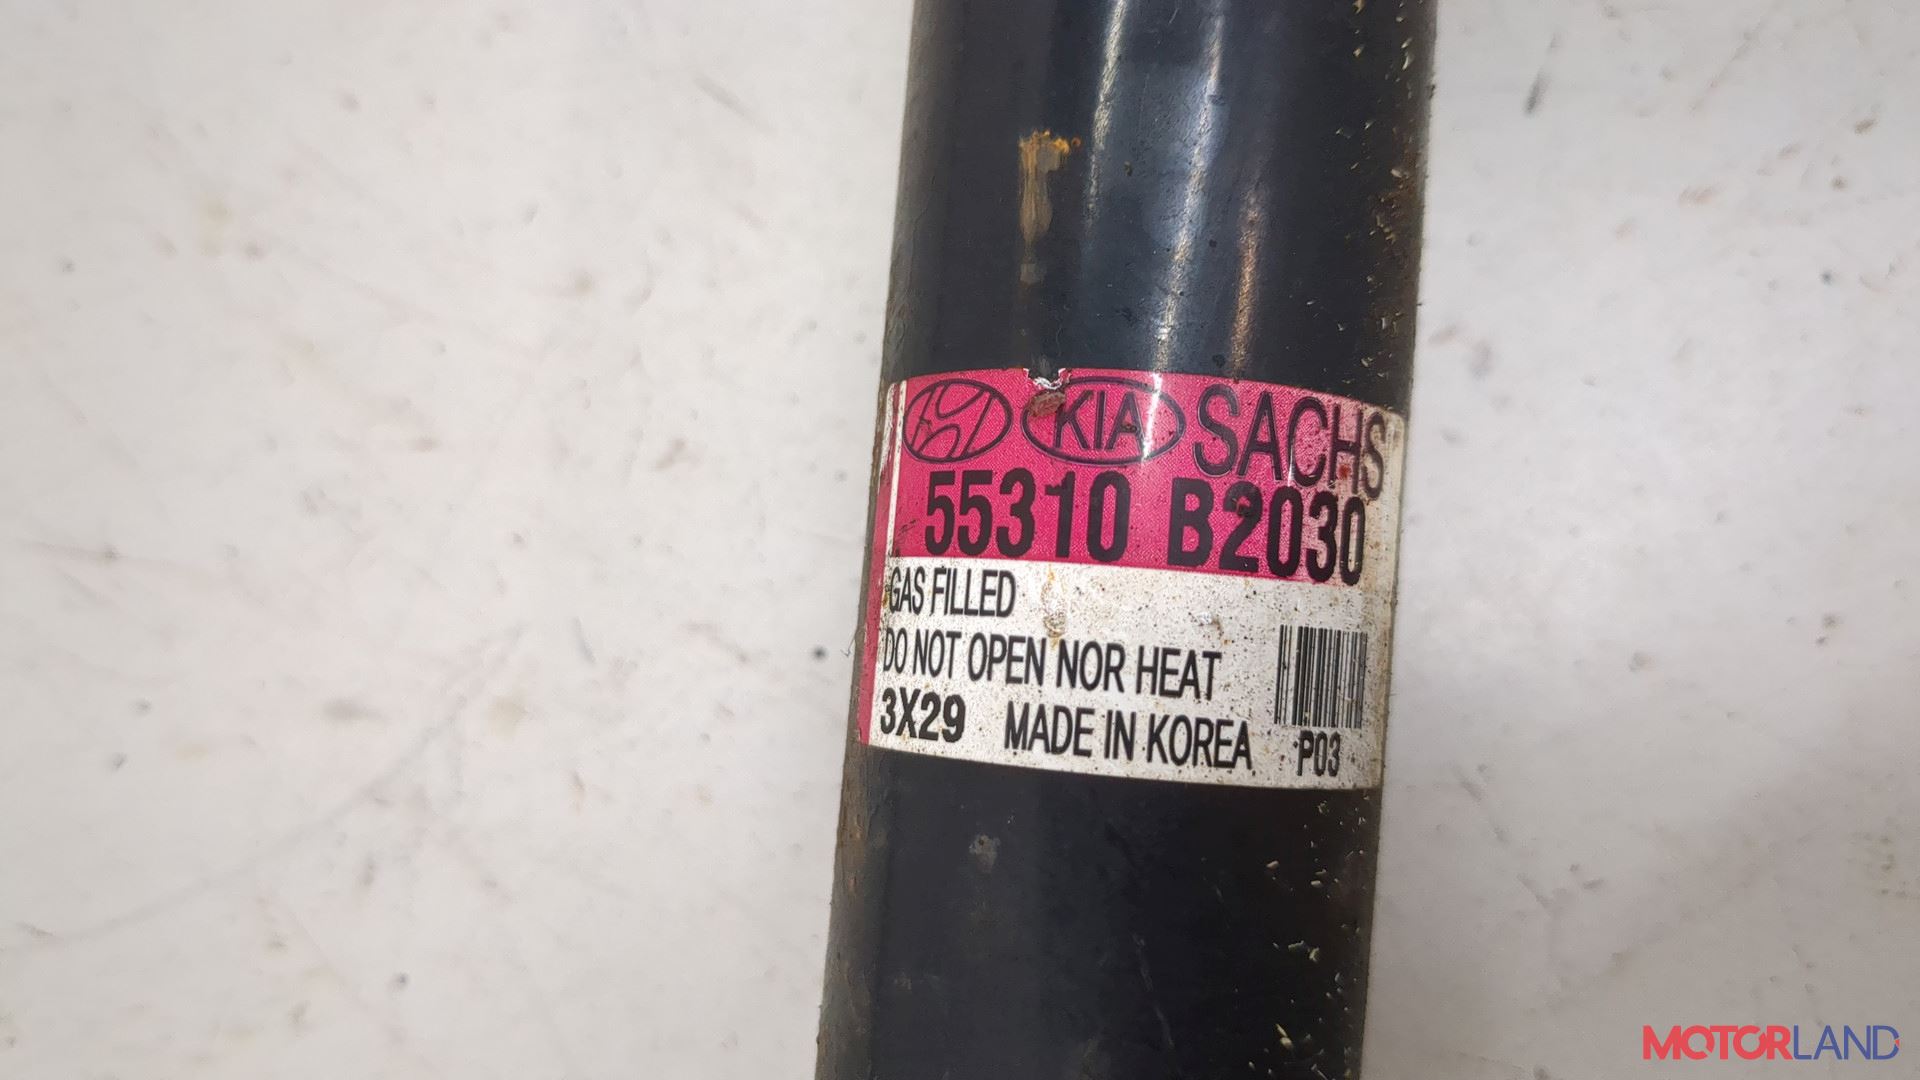 KIA SACHS
55310 B2030
GAS FILLED
DO NOT OPEN NOR HEAT
3X29 MADE IN KOREA P03
MOTORLAND